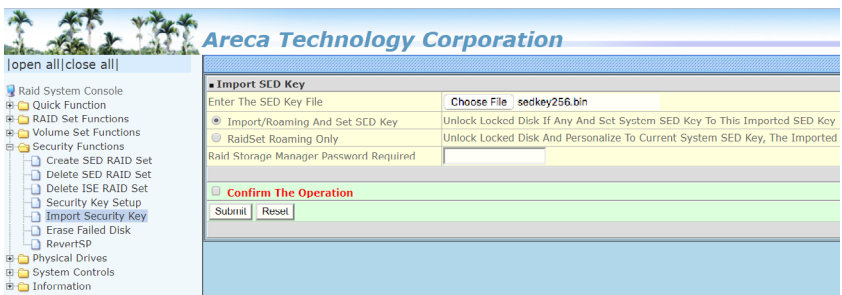 Areca Technology Corporation
|open all|close all|
Raid System Console
Quick Function
RAID Set Functions
Volume Set Functions
Security Functions
Create SED RAID Set
Delete SED RAID Set
Delete ISE RAID Set
Security Key Setup
Import Security Key
Erase Failed Disk
RevertSP
Physical Drives
System Controls
Information
Import SED Key
Enter The SED Key File Choose File sedkey256.bin
Import/Roaming And Set SED Key Unlock Locked Disk If Any And Set System SED Key To This Imported SED Key
RaidSet Roaming Only Unlock Locked Disk And Personalize To Current System SED Key, The Imported
Raid Storage Manager Password Required
Confirm The Operation
Submit Reset